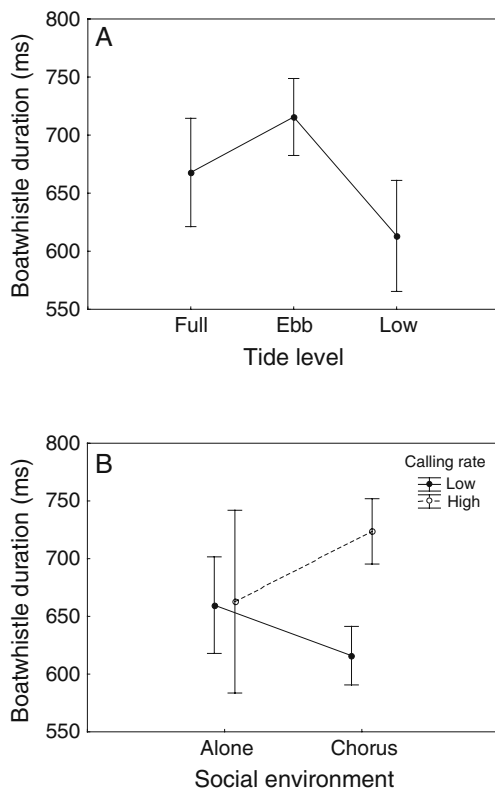 A
Boatwhistle duration (ms)
800
750
700
650
600
550
Full Ebb Low
Tide level
B
Boatwhistle duration (ms)
800
750
700
650
600
550
Calling rate
Low
High
Alone Chorus
Social environment